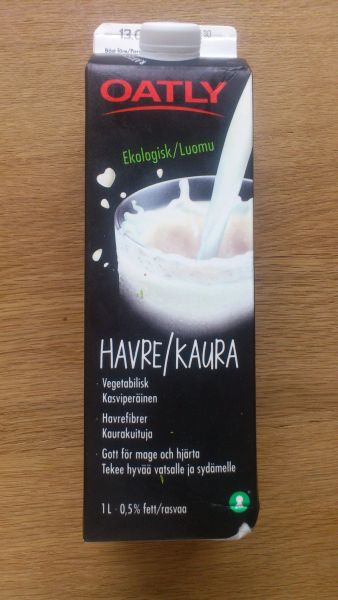 OATLY
Ekologisk/Luomu
HAVRE/KAURA
· Vegetabilisk
Kasviperäinen
· Havrefibrer
Kaurakuituja
· Gott för mage och hjärta
Tekee hyvää vatsalle ja sydämelle
1L · 0,5% fett/rasvaa